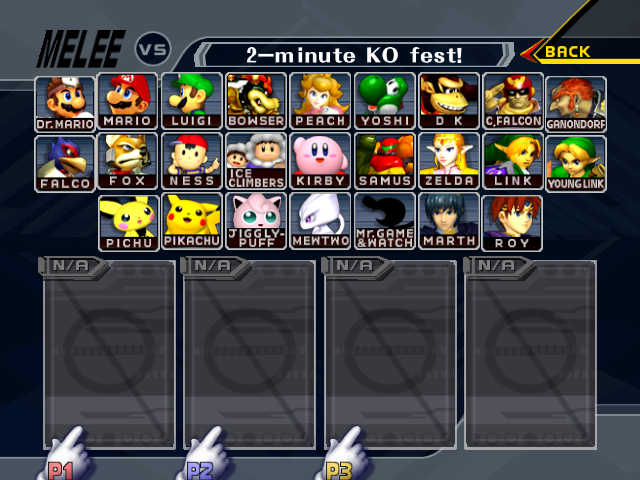 MELEE VS 2-minute KO fest! BACK
DR.MARIO MARIO LUIGI BOWSER PEACH YOSHI D K C,FALCON GANONDORF
FALCO FOX NESS ICE CLIMBERS KIRBY SAMUS ZELDA LINK YOUNG LINK
PICHU PIKACHU JIGGLY-PUFF MEWTWO Mr.GAME &WATCH MARTH ROY
N/A N/A N/A N/A
P1 P2 P3